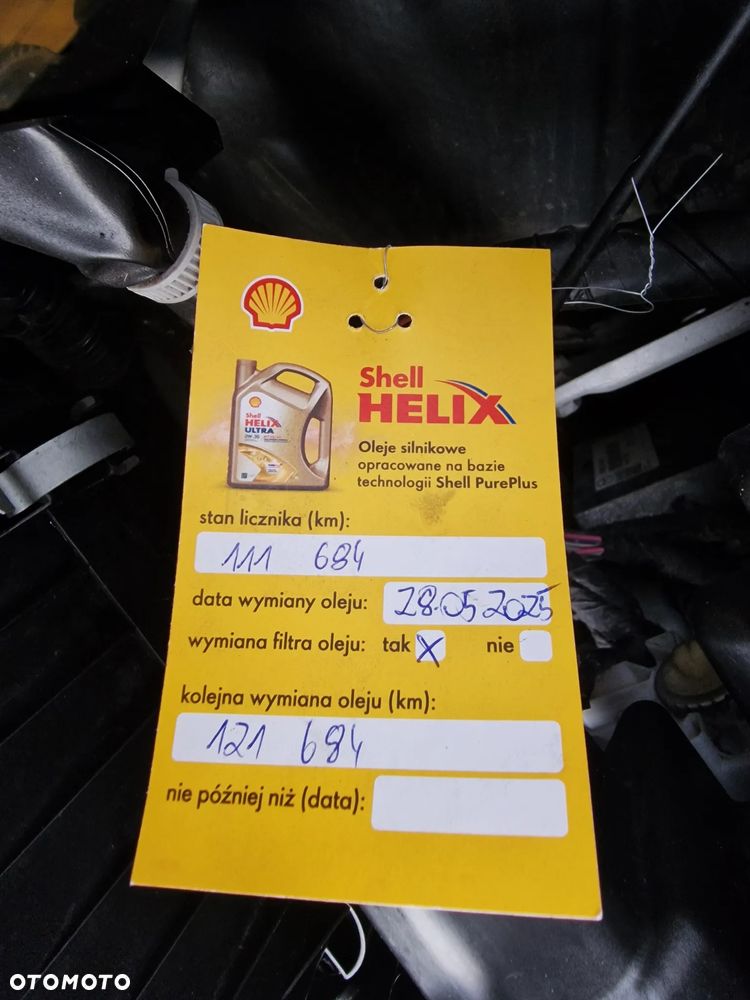 Shell
HELIX
Shell
HELIX
ULTRA
0W-30
Oleje silnikowe
opracowane na bazie
technologii Shell PurePlus
stan licznika (km):
111 684
data wymiany oleju: 28.05.2025
wymiana filtra oleju: tak X nie
kolejna wymiana oleju (km):
121 684
nie później niż (data):
OTOMOTO